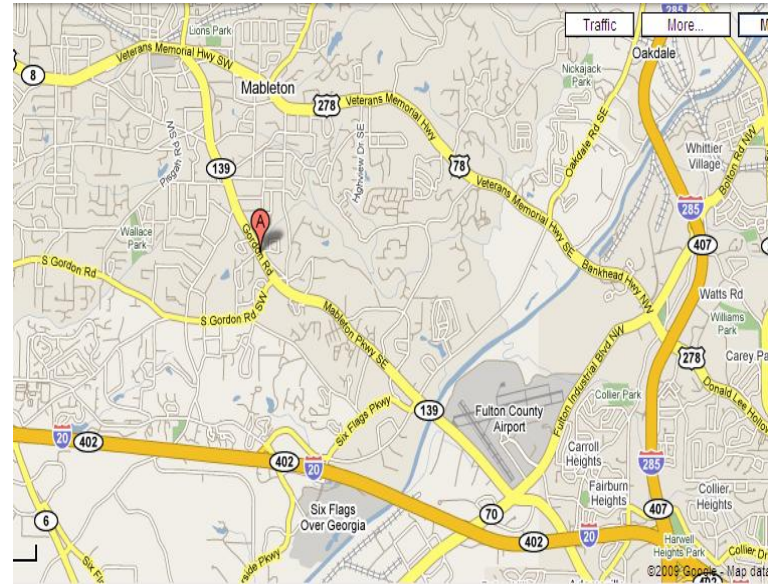 Lions Park
Traffic
More...
285
Oakdale
Veterans Memorial Hwy SW
8
Mableton
278
Veterans Memorial Hwy
Nickajack
Park
Oakdale Rd SE
Whittier
Village
Bolton Rd NW
Pisgah Rd SW
139
Highview Dr SE
78
Veterans Memorial Hwy SE
285
A
Gordon Rd
Wallace
Park
407
S Gordon Rd
Bankhead Hwy NW
Watts Rd
Williams
Park
S Gordon Rd SW
Mableton Pkwy SE
Fulton Industrial Blvd NW
278
Carey
Collier Park
Donald Lee
139
Fulton County
Airport
Six Flags Pkwy
20
402
Carroll
Heights
285
402
20
Fairburn
Heights
Collier
Heights
6
Six Flags
Over Georgia
70
402
20
407
Harwell
Heights Park
Collier
©2009 Google - Map data